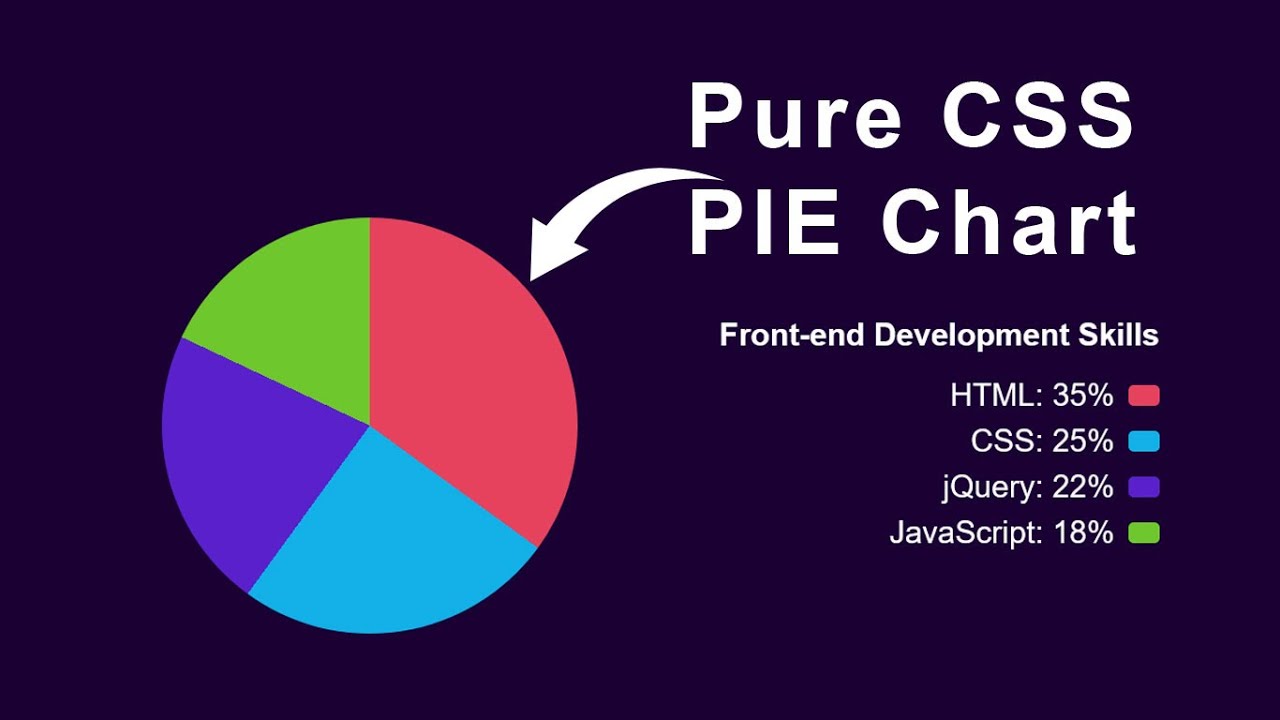 Pure CSS
PIE Chart
Front-end Development Skills
HTML: 35%
CSS: 25%
jQuery: 22%
JavaScript: 18%